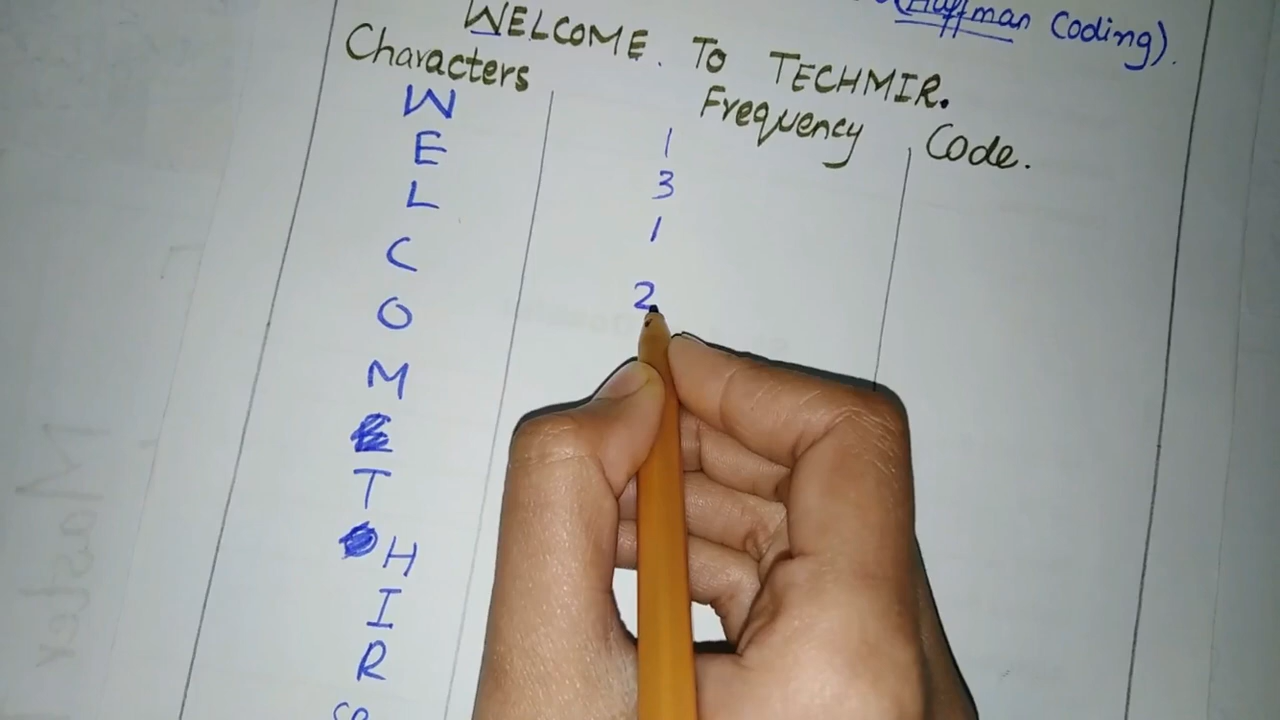 (Huffman Coding).
WELCOME. TO TECHMIR.
Characters Frequency Code.
W 1
E 3
L 1
C 2
O
M
T
H
I
R